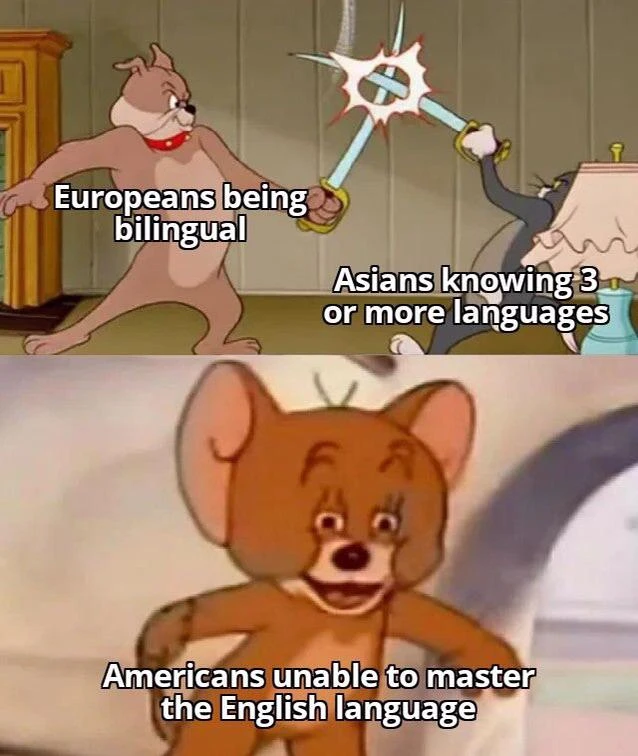 Europeans being
bilingual
Asians knowing 3
or more languages
Americans unable to master
the English language